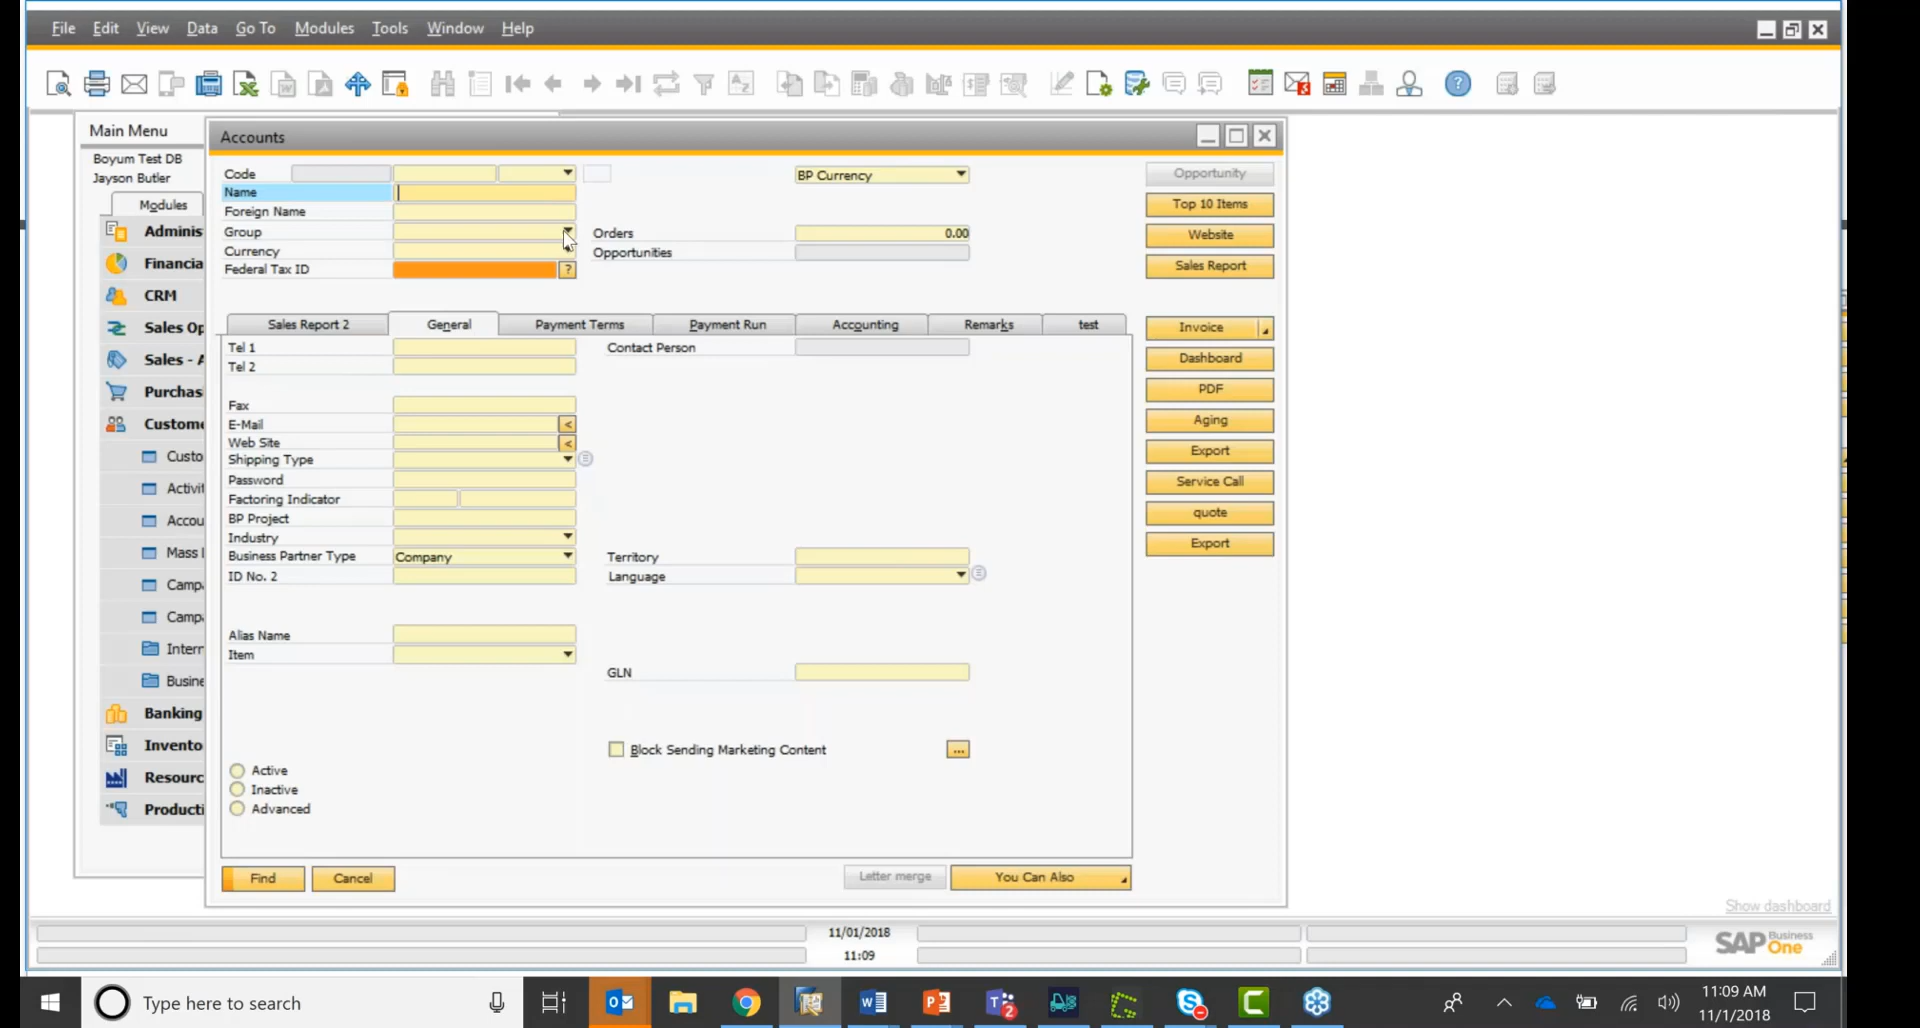 File Edit View Data Go To Modules Tools Window Help
Main Menu
Boyum Test DB
Jayson Butler
Modules
Adminis
Financia
CRM
Sales Op
Sales - A
Purchas
Custome
Custo
Activit
Accou
Mass
Campa
Campa
Intern
Busine
Banking
Invento
Resourc
Producti
Accounts
Code
BP Currency
Name
Foreign Name
Group
Orders 0.00
Currency
Opportunities
Federal Tax ID ?
Opportunity
Top 10 Items
Website
Sales Report
Sales Report 2 General Payment Terms Payment Run Accounting Remarks test
Tel 1
Contact Person
Tel 2
Fax
E-Mail <
Web Site <
Shipping Type
Password
Factoring Indicator
BP Project
Industry
Business Partner Type Company
Territory
ID No. 2
Language
Alias Name
Item
GLN
Block Sending Marketing Content ...
Active
Inactive
Advanced
Invoice
Dashboard
PDF
Aging
Export
Service Call
quote
Export
Find Cancel Letter merge You Can Also
Show dashboard
11/01/2018
11:09
SAP Business One
Type here to search
11:09 AM
11/1/2018